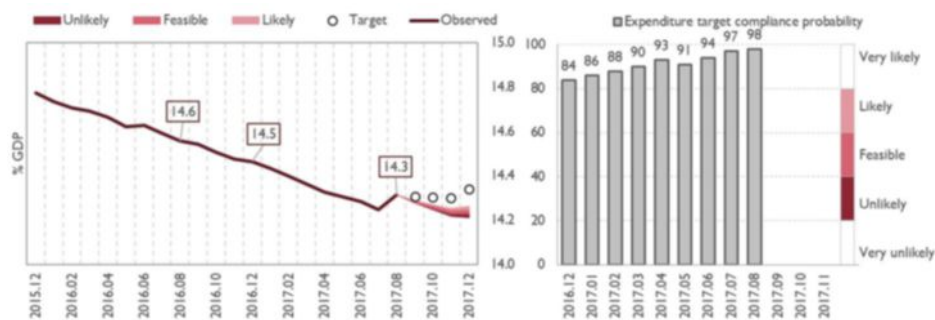 Unlikely Feasible Likely Target Observed
% GDP
15.0
14.8
14.6
14.4
14.2
14.0
14.6
14.5
14.3
2015.12 2016.02 2016.04 2016.06 2016.08 2016.10 2016.12 2017.02 2017.04 2017.06 2017.08 2017.10 2017.12
Expenditure target compliance probability
100
80
60
40
20
0
84 86 88 90 93 91 94 97 98
2016.12 2017.01 2017.02 2017.03 2017.04 2017.05 2017.06 2017.07 2017.08 2017.09 2017.10 2017.11
Very likely
Likely
Feasible
Unlikely
Very unlikely